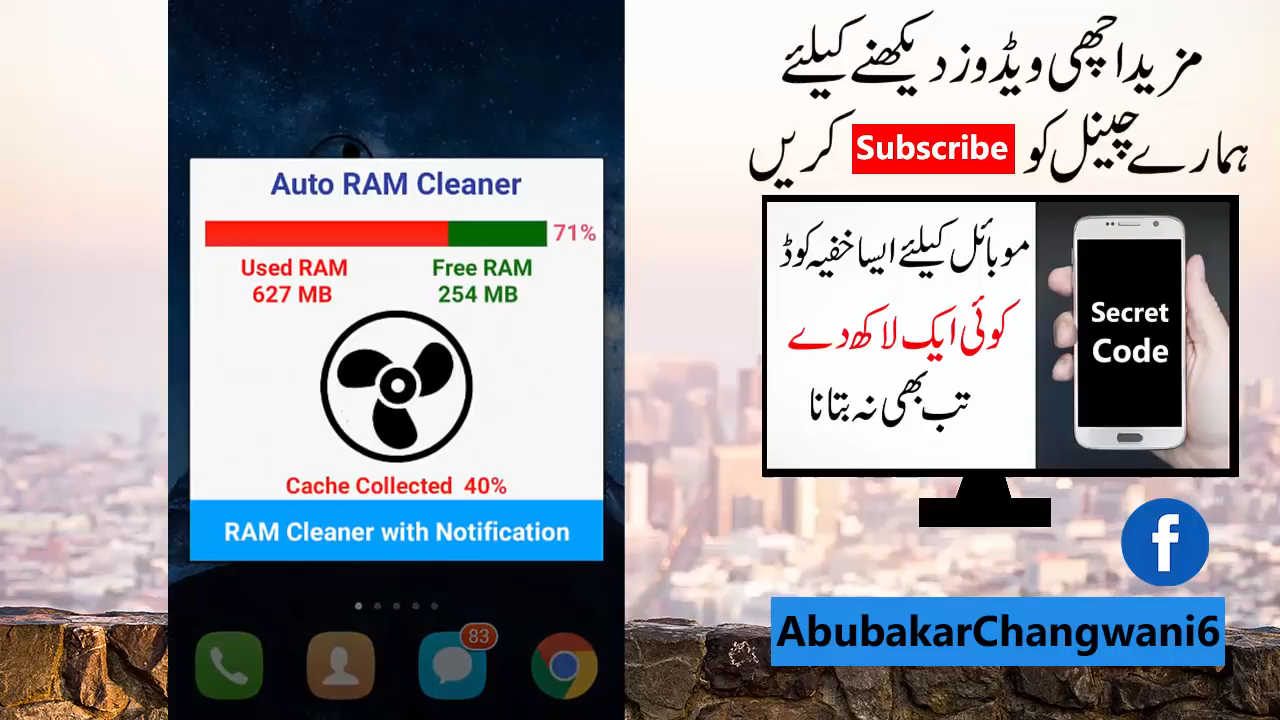 Auto RAM Cleaner
71%
Used RAM
627 MB
Free RAM
254 MB
Cache Collected 40%
RAM Cleaner with Notification
83
مزید اچھی ویڈوز دیکھنے کیلئے
ہمارے چینل کو Subscribe کریں
موبائل کیلئے ایسا خفیہ کوڈ
کوئی ایک لاکھ دے
تب بھی نہ بتانا
Secret
Code
f
AbubakarChangwani6